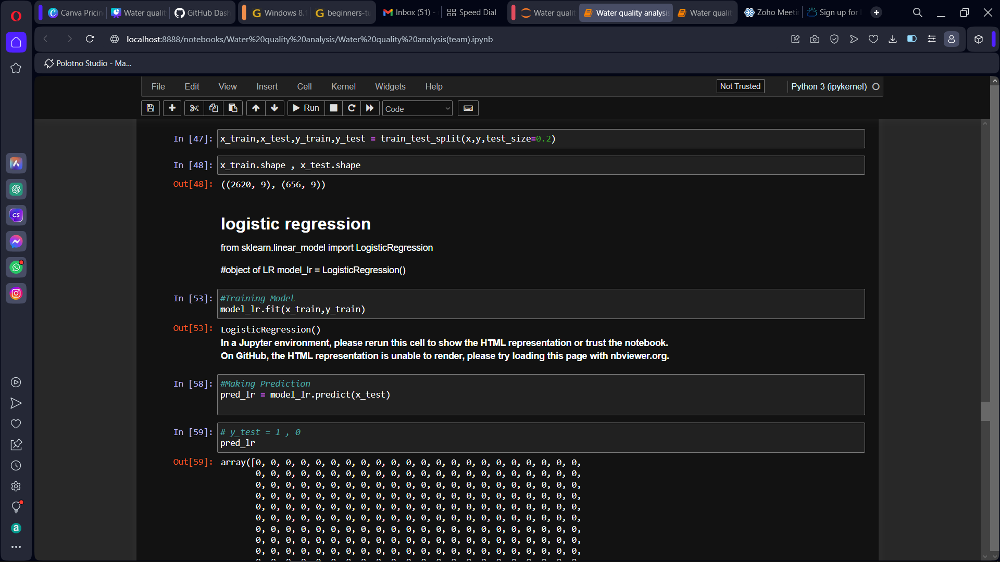 Canva Pricin
Water quali
GitHub Das
Windows 8.
beginners-tu
Inbox (51) -
Speed Dial
Water quali
Water quality analysis
Water quali
Zoho Meeti
Sign up for
localhost:8888/notebooks/Water%20quality%20analysis/Water%20quality%20analysis(team).ipynb
Polotno Studio - Ma...
File Edit View Insert Cell Kernel Widgets Help
Not Trusted
Python 3 (ipykernel)
Run
Code
In [47]: x_train,x_test,y_train,y_test = train_test_split(x,y,test_size=0.2)
In [48]: x_train.shape , x_test.shape
Out[48]: ((2620, 9), (656, 9))
logistic regression
from sklearn.linear_model import LogisticRegression
#object of LR model_lr = LogisticRegression()
In [53]: #Training Model
model_lr.fit(x_train,y_train)
Out[53]: LogisticRegression()
In a Jupyter environment, please rerun this cell to show the HTML representation or trust the notebook.
On GitHub, the HTML representation is unable to render, please try loading this page with nbviewer.org.
In [58]: #Making Prediction
pred_lr = model_lr.predict(x_test)
In [59]: # y_test = 1 , 0
pred_lr
Out[59]: array([0, 0, 0, 0, 0, 0, 0, 0, 0, 0, 0, 0, 0, 0, 0, 0, 0, 0, 0, 0, 0, 0,
0, 0, 0, 0, 0, 0, 0, 0, 0, 0, 0, 0, 0, 0, 0, 0, 0, 0, 0, 0, 0, 0,
0, 0, 0, 0, 0, 0, 0, 0, 0, 0, 0, 0, 0, 0, 0, 0, 0, 0, 0, 0, 0, 0,
0, 0, 0, 0, 0, 0, 0, 0, 0, 0, 0, 0, 0, 0, 0, 0, 0, 0, 0, 0, 0, 0,
0, 0, 0, 0, 0, 0, 0, 0, 0, 0, 0, 0, 0, 0, 0, 0, 0, 0, 0, 0, 0, 0,
0, 0, 0, 0, 0, 0, 0, 0, 0, 0, 0, 0, 0, 0, 0, 0, 0, 0, 0, 0, 0, 0,
0, 0, 0, 0, 0, 0, 0, 0, 0, 0, 0, 0, 0, 0, 0, 0, 0, 0, 0, 0, 0, 0,
0, 0, 0, 0, 0, 0, 0, 0, 0, 0, 0, 0, 0, 0, 0, 0, 0, 0, 0, 0, 0, 0,
0, 0, 0, 0, 0, 0, 0, 0, 0, 0, 0, 0, 0, 0, 0, 0, 0, 0, 0, 0, 0, 0,
CS
a